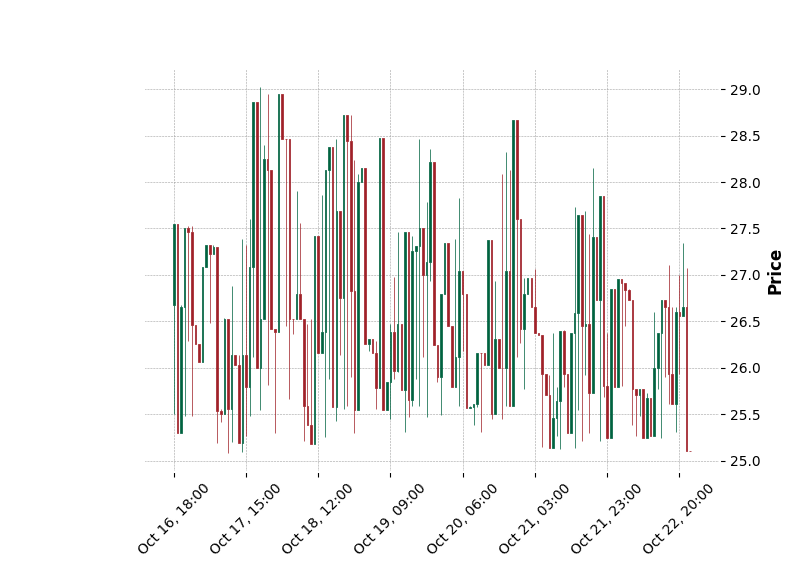 29.0
28.5
28.0
27.5
27.0
26.5
26.0
25.5
25.0
Price
Oct 16, 18:00
Oct 17, 15:00
Oct 18, 12:00
Oct 19, 09:00
Oct 20, 06:00
Oct 21, 03:00
Oct 21, 23:00
Oct 22, 20:00